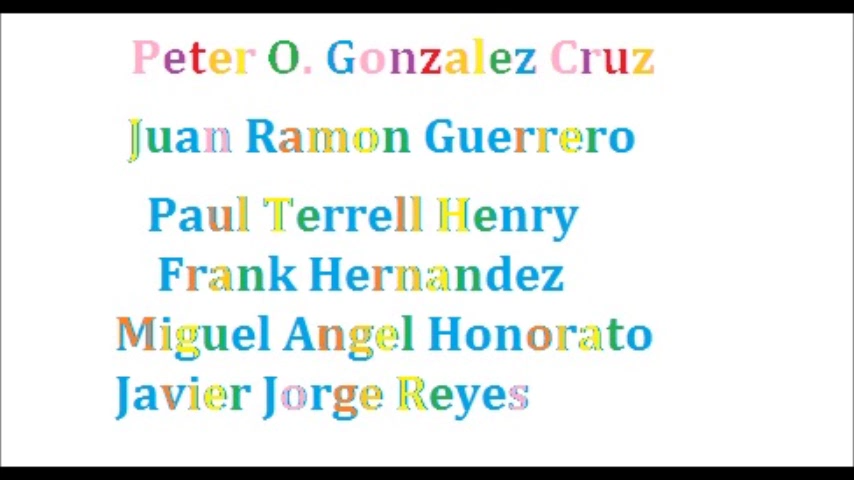 Peter O. Gonzalez Cruz
Juan Ramon Guerrero
Paul Terrell Henry
Frank Hernandez
Miguel Angel Honorato
Javier Jorge Reyes